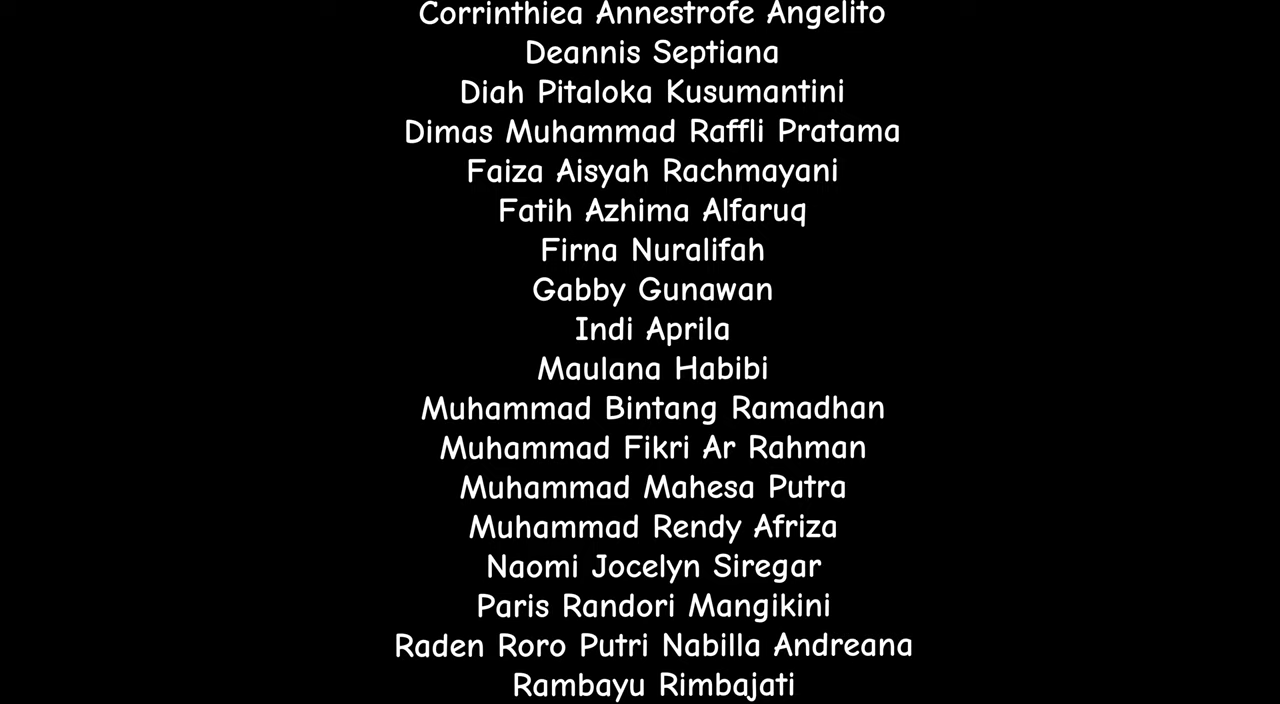 Corrinthiea Annestrofe Angelito
Deannis Septiana
Diah Pitaloka Kusumantini
Dimas Muhammad Raffli Pratama
Faiza Aisyah Rachmayani
Fatih Azhima Alfaruq
Firna Nuralifah
Gabby Gunawan
Indi Aprila
Maulana Habibi
Muhammad Bintang Ramadhan
Muhammad Fikri Ar Rahman
Muhammad Mahesa Putra
Muhammad Rendy Afriza
Naomi Jocelyn Siregar
Paris Randori Mangikini
Raden Roro Putri Nabilla Andreana
Rambayu Rimbajati